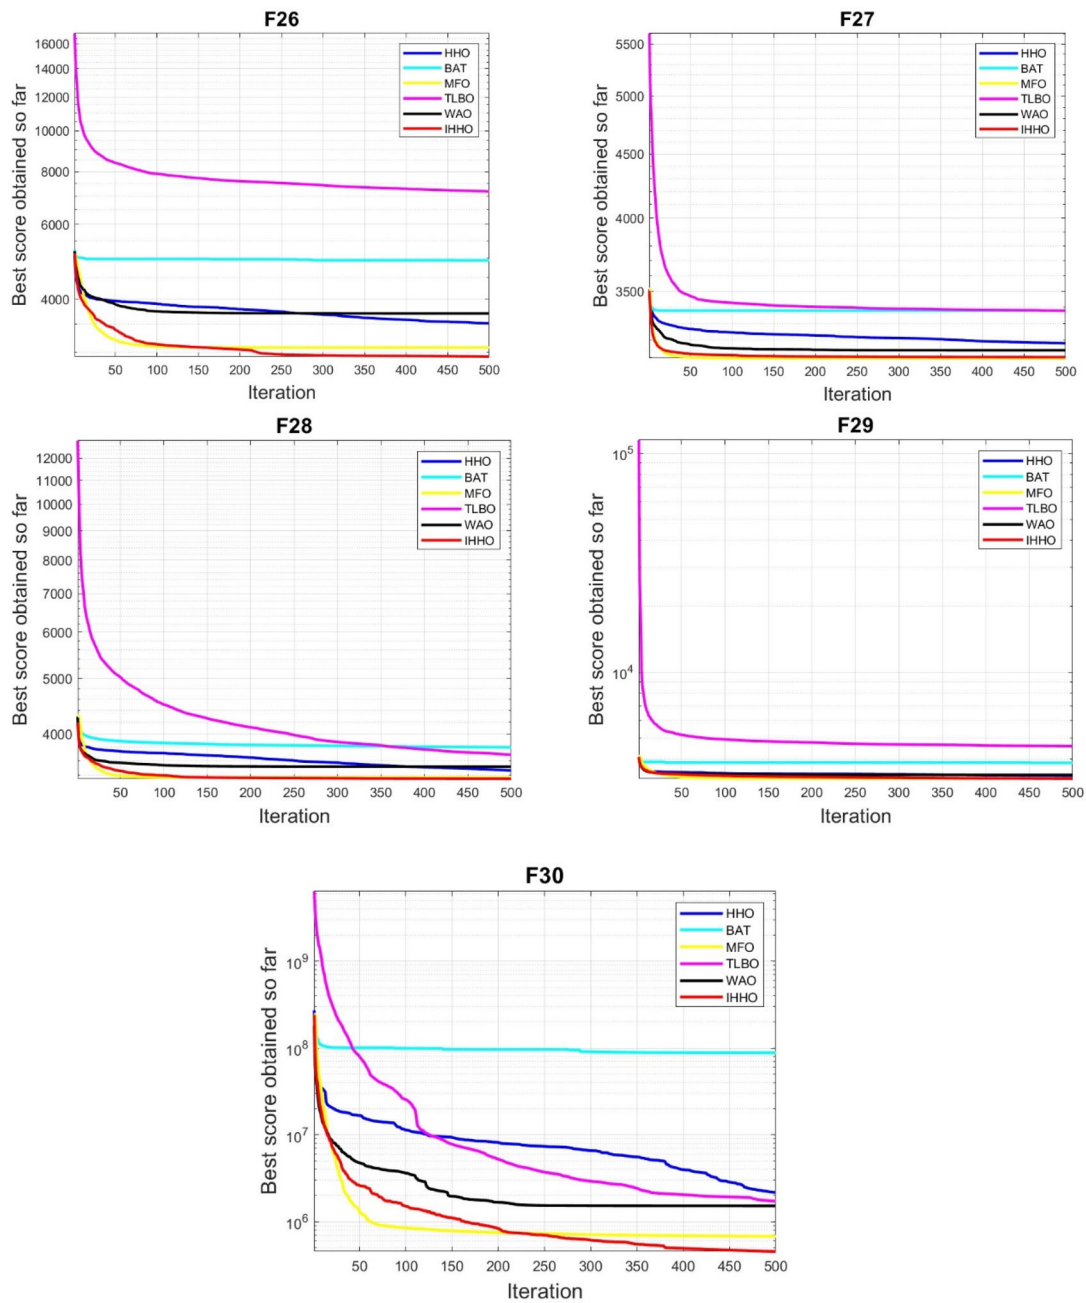 F26
Best score obtained so far
16000
14000
12000
10000
8000
6000
4000
HHO
BAT
MFO
TLBO
WAO
IHHO
50 100 150 200 250 300 350 400 450 500
Iteration
F27
Best score obtained so far
5500
5000
4500
4000
3500
HHO
BAT
MFO
TLBO
WAO
IHHO
50 100 150 200 250 300 350 400 450 500
Iteration
F28
Best score obtained so far
12000
11000
10000
9000
8000
7000
6000
5000
4000
HHO
BAT
MFO
TLBO
WAO
IHHO
50 100 150 200 250 300 350 400 450 500
Iteration
F29
Best score obtained so far
10^5
10^4
HHO
BAT
MFO
TLBO
WAO
IHHO
50 100 150 200 250 300 350 400 450 500
Iteration
F30
Best score obtained so far
10^9
10^8
10^7
10^6
HHO
BAT
MFO
TLBO
WAO
IHHO
50 100 150 200 250 300 350 400 450 500
Iteration